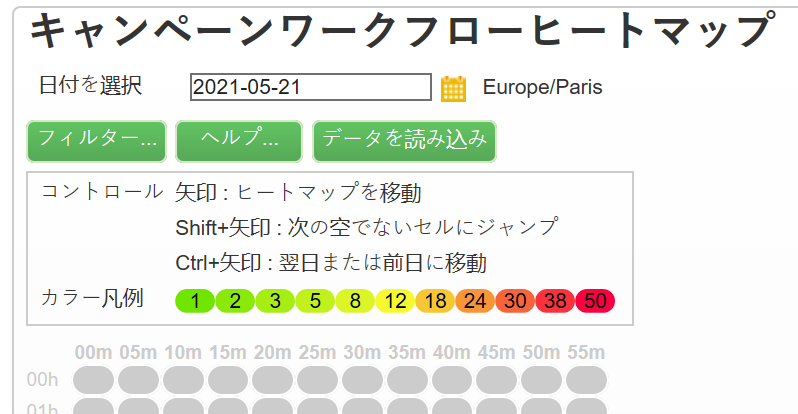 キャンペーンワークフローヒートマップ
日付を選択 2021-05-21 Europe/Paris
フィルター... ヘルプ... データを読み込み
コントロール 矢印 : ヒートマップを移動
Shift+矢印 : 次の空でないセルにジャンプ
Ctrl+矢印 : 翌日または前日に移動
カラー凡例 1 2 3 5 8 12 18 24 30 38 50
00m 05m 10m 15m 20m 25m 30m 35m 40m 45m 50m 55m
00h
01h